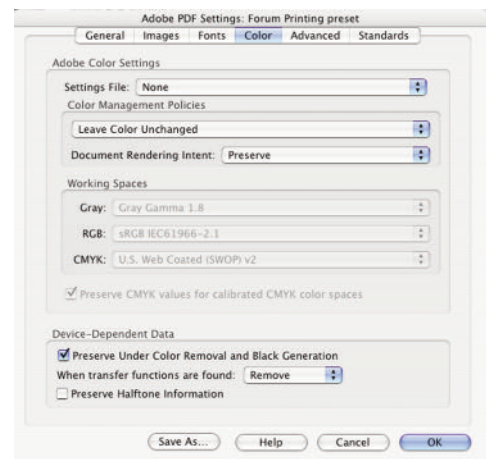 Adobe PDF Settings: Forum Printing preset
General Images Fonts Color Advanced Standards
Adobe Color Settings
Settings File: None
Color Management Policies
Leave Color Unchanged
Document Rendering Intent: Preserve
Working Spaces
Gray: Gray Gamma 1.8
RGB: sRGB IEC61966-2.1
CMYK: U.S. Web Coated (SWOP) v2
Preserve CMYK values for calibrated CMYK color spaces
Device-Dependent Data
Preserve Under Color Removal and Black Generation
When transfer functions are found: Remove
Preserve Halftone Information
Save As... Help Cancel OK